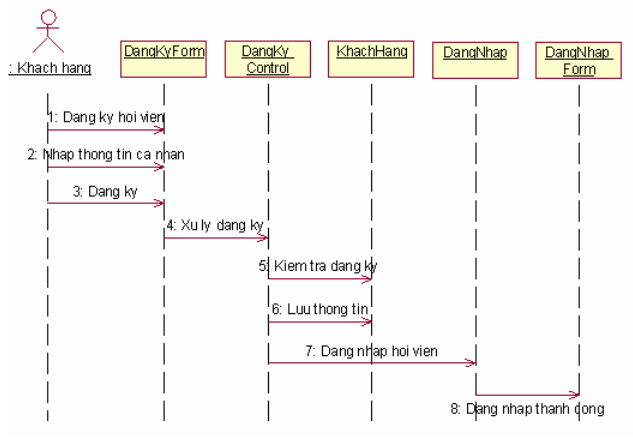 : Khach hang
DangKyForm
DangKy
Control
KhachHang
DangNhap
DangNhap
Form
1: Dang ky hoi vien
2: Nhap thong tin ca nhan
3: Dang ky
4: Xu ly dang ky
5: Kiem tra dang ky
6: Luu thong tin
7: Dang nhap hoi vien
8: Dang nhap thanh cong